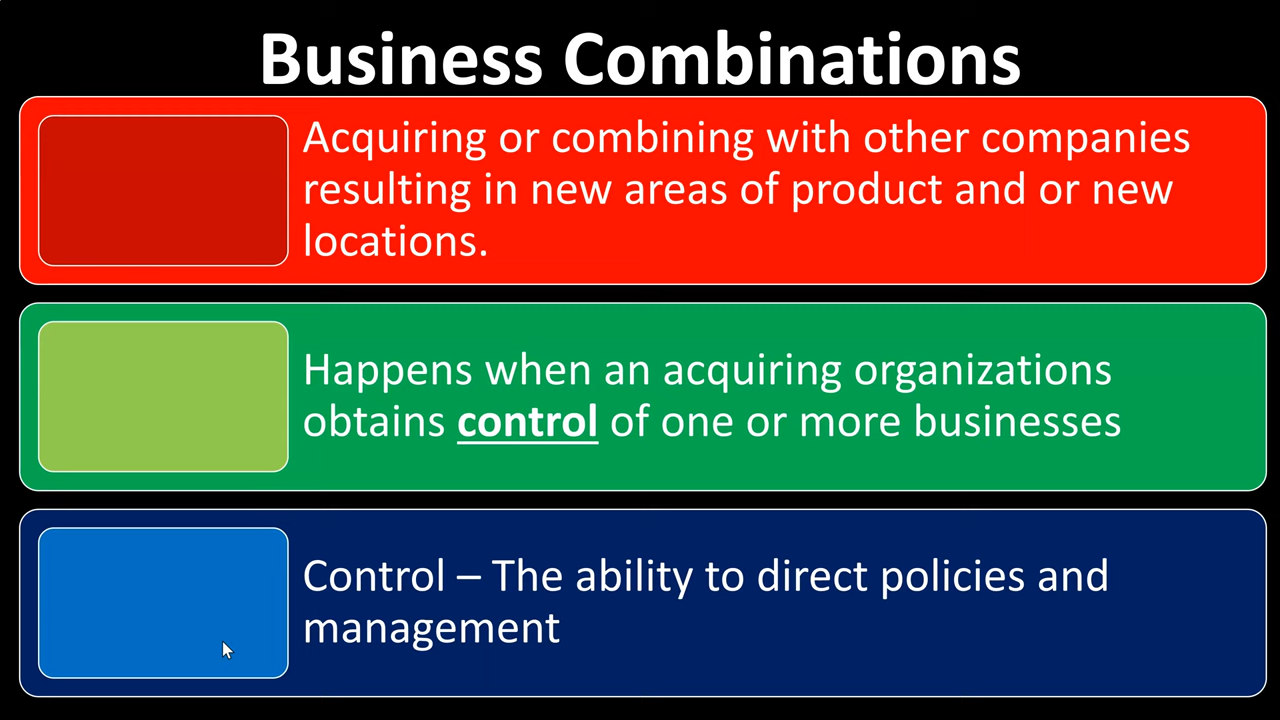 Business Combinations
Acquiring or combining with other companies
resulting in new areas of product and or new
locations.
Happens when an acquiring organizations
obtains control of one or more businesses
Control – The ability to direct policies and
management